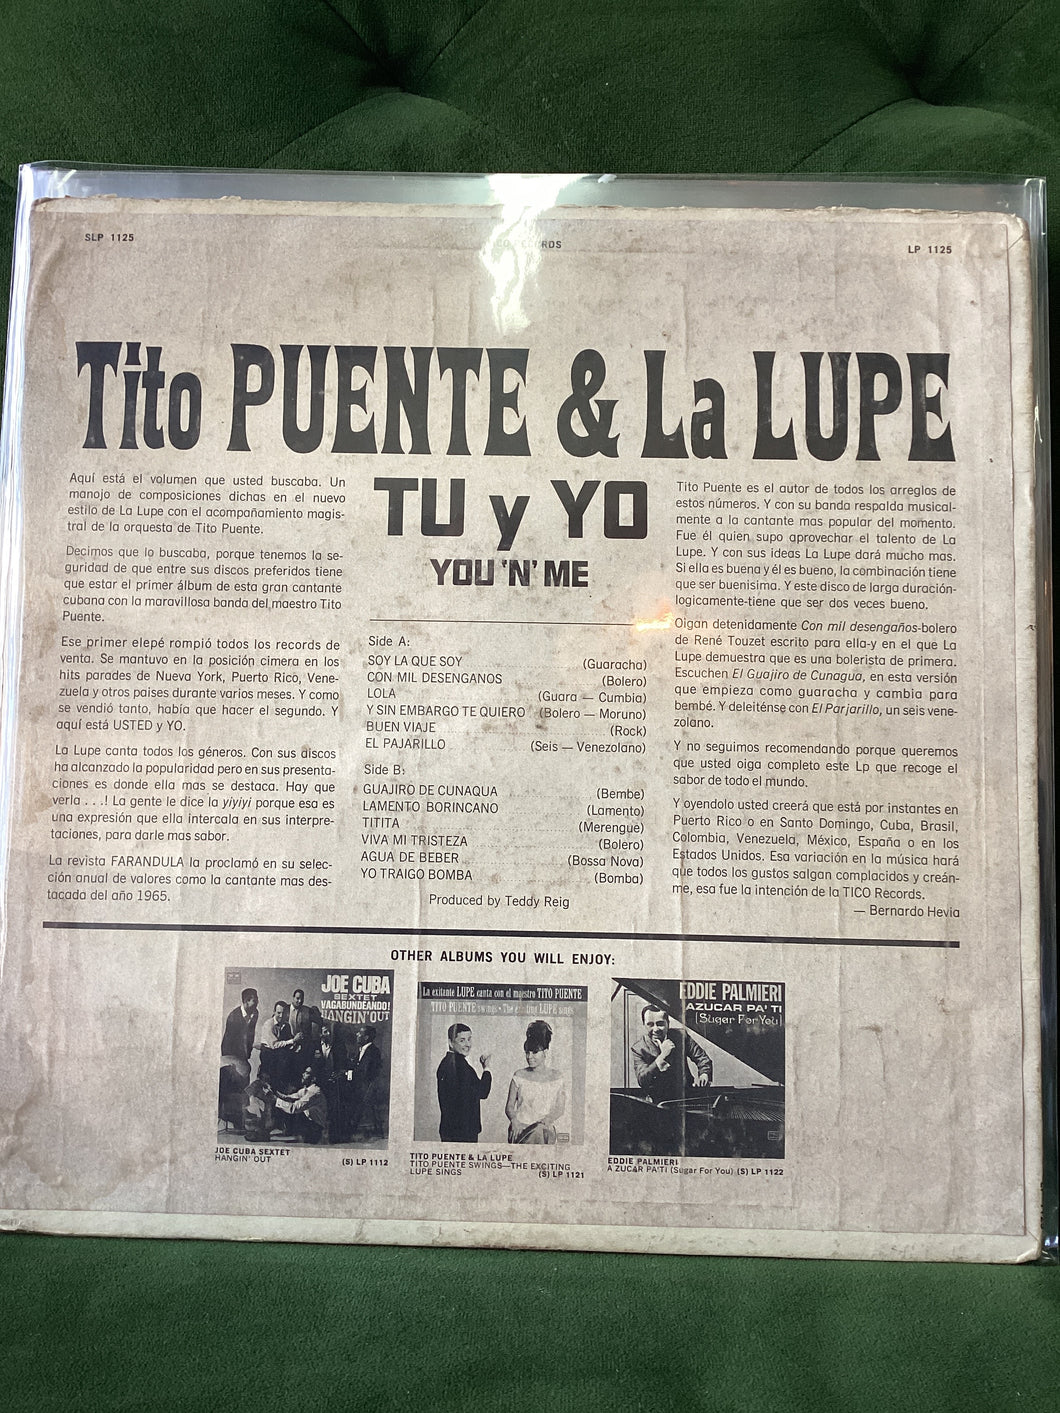 SLP 1125
RECORDS
LP 1125
Tito PUENTE & La LUPE
Aquí está el volumen que usted buscaba. Un
manojo de composiciones dichas en el nuevo
estilo de La Lupe con el acompañamiento magis-
tral de la orquesta de Tito Puente.
Decimos que lo buscaba, porque tenemos la se-
guridad de que entre sus discos preferidos tiene
que estar el primer álbum de esta gran cantante
cubana con la maravillosa banda del maestro Tito
Puente.
Ese primer elepé rompió todos los records de
venta. Se mantuvo en la posición cimera en los
hits parades de Nueva York, Puerto Rico, Vene-
zuela y otros paises durante varios meses. Y como
se vendió tanto, había que hacer el segundo. Y
aquí está USTED y YO.
La Lupe canta todos los géneros. Con sus discos
ha alcanzado la popularidad pero en sus presenta-
ciones es donde ella mas se destaca. Hay que
verla . . .! La gente le dice la yiyiyi porque esa es
una expresión que ella intercala en sus interpre-
taciones, para darle mas sabor.
La revista FARANDULA la proclamó en su selec-
ción anual de valores como la cantante mas des-
tacada del año 1965.
TU y YO
YOU 'N' ME
Side A:
SOY LA QUE SOY (Guaracha)
CON MIL DESENGANOS (Bolero)
LOLA (Guara — Cumbia)
Y SIN EMBARGO TE QUIERO (Bolero — Moruno)
BUEN VIAJE (Rock)
EL PAJARILLO (Seis — Venezolano)
Side B:
GUAJIRO DE CUNAQUA (Bembe)
LAMENTO BORINCANO (Lamento)
TITITA (Merengue)
VIVA MI TRISTEZA (Bolero)
AGUA DE BEBER (Bossa Nova)
YO TRAIGO BOMBA (Bomba)
Produced by Teddy Reig
Tito Puente es el autor de todos los arreglos de
estos números. Y con su banda respalda musical-
mente a la cantante mas popular del momento.
Fue él quien supo aprovechar el talento de La
Lupe. Y con sus ideas La Lupe dará mucho mas.
Si ella es buena y él es bueno, la combinación tiene
que ser buenisima. Y este disco de larga duración-
logicamente-tiene que ser dos veces bueno.
Oigan detenidamente Con mil desengaños-bolero
de René Touzet escrito para ella-y en el que La
Lupe demuestra que es una bolerista de primera.
Escuchen El Guajiro de Cunagua, en esta versión
que empieza como guaracha y cambia para
bembé. Y deleiténse con El Parjarillo, un seis vene-
zolano.
Y no seguimos recomendando porque queremos
que usted oiga completo este Lp que recoge el
sabor de todo el mundo.
Y oyendolo usted creerá que está por instantes en
Puerto Rico o en Santo Domingo, Cuba, Brasil,
Colombia, Venezuela, México, España o en los
Estados Unidos. Esa variación en la música hará
que todos los gustos salgan complacidos y creán-
me, esa fue la intención de la TICO Records.
— Bernardo Hevia
OTHER ALBUMS YOU WILL ENJOY:
JOE CUBA
SEXTET
VAGABUNDEANDO!
HANGIN'OUT
JOE CUBA SEXTET
HANGIN' OUT (S) LP 1112
La exitante LUPE canta con el maestro TITO PUENTE
TITO PUENTE swings • The exciting LUPE sings
TITO PUENTE & LA LUPE
TITO PUENTE SWINGS—THE EXCITING
LUPE SINGS (S) LP 1121
EDDIE PALMIERI
AZUCAR PA' TI
(Sugar For You)
EDDIE PALMIERI
A ZUCAR PA'TI (Sugar For You) (S) LP 1122